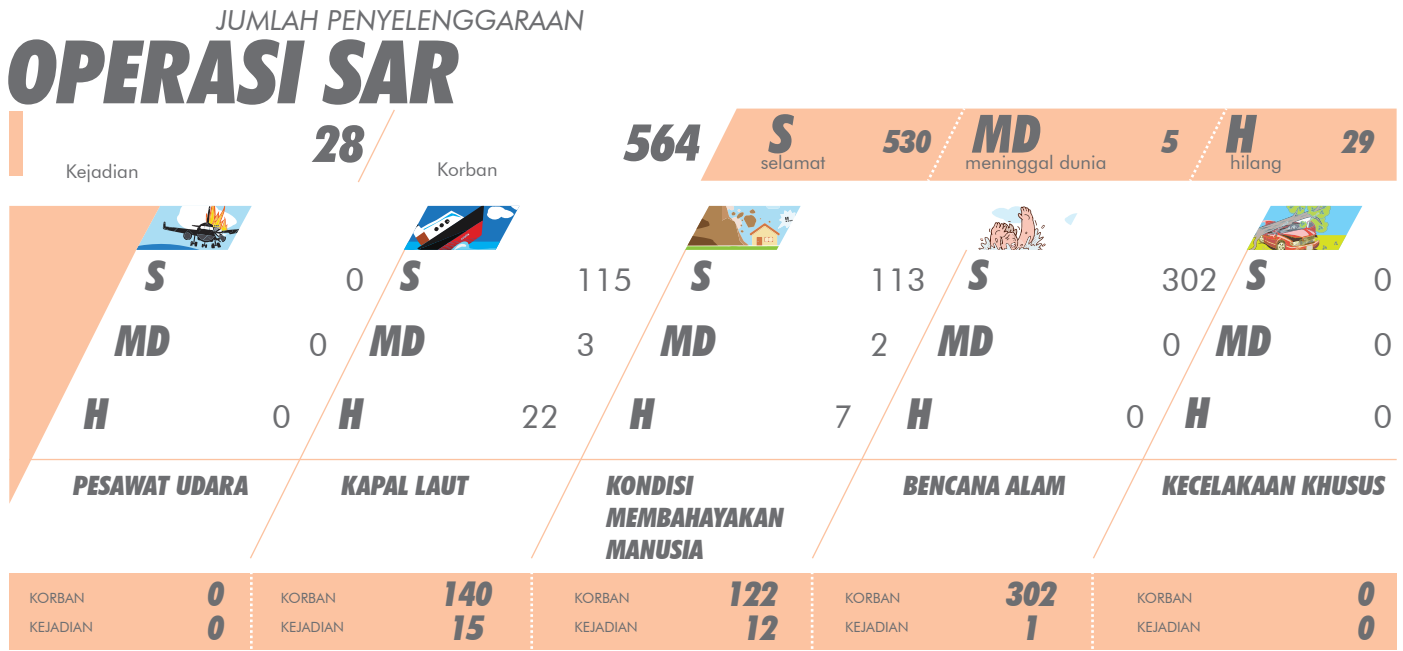 JUMLAH PENYELENGGARAAN
OPERASI SAR
Kejadian 28
Korban 564
S selamat 530
MD meninggal dunia 5
H hilang 29
S 0 S 115 S 113 S 302 S 0
MD 0 MD 3 MD 2 MD 0 MD 0
H 0 H 22 H 7 H 0 H 0
PESAWAT UDARA
KAPAL LAUT
KONDISI
MEMBAHAYAKAN
MANUSIA
BENCANA ALAM
KECELAKAAN KHUSUS
KORBAN 0 KORBAN 140 KORBAN 122 KORBAN 302 KORBAN 0
KEJADIAN 0 KEJADIAN 15 KEJADIAN 12 KEJADIAN 1 KEJADIAN 0